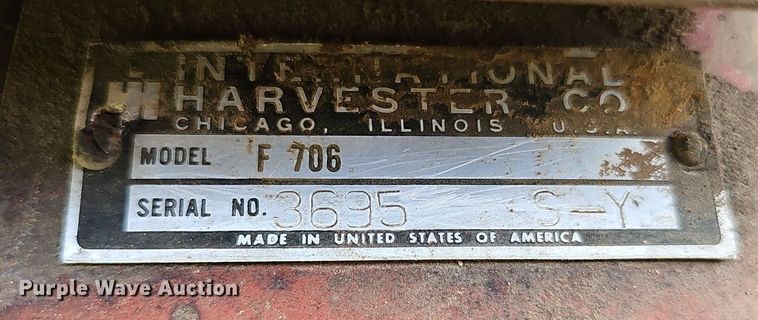 INTERNATIONAL
HARVESTER CO
CHICAGO, ILLINOIS U.S.A.
MODEL F 706
SERIAL NO. 3695 S-Y
MADE IN UNITED STATES OF AMERICA
Purple Wave Auction